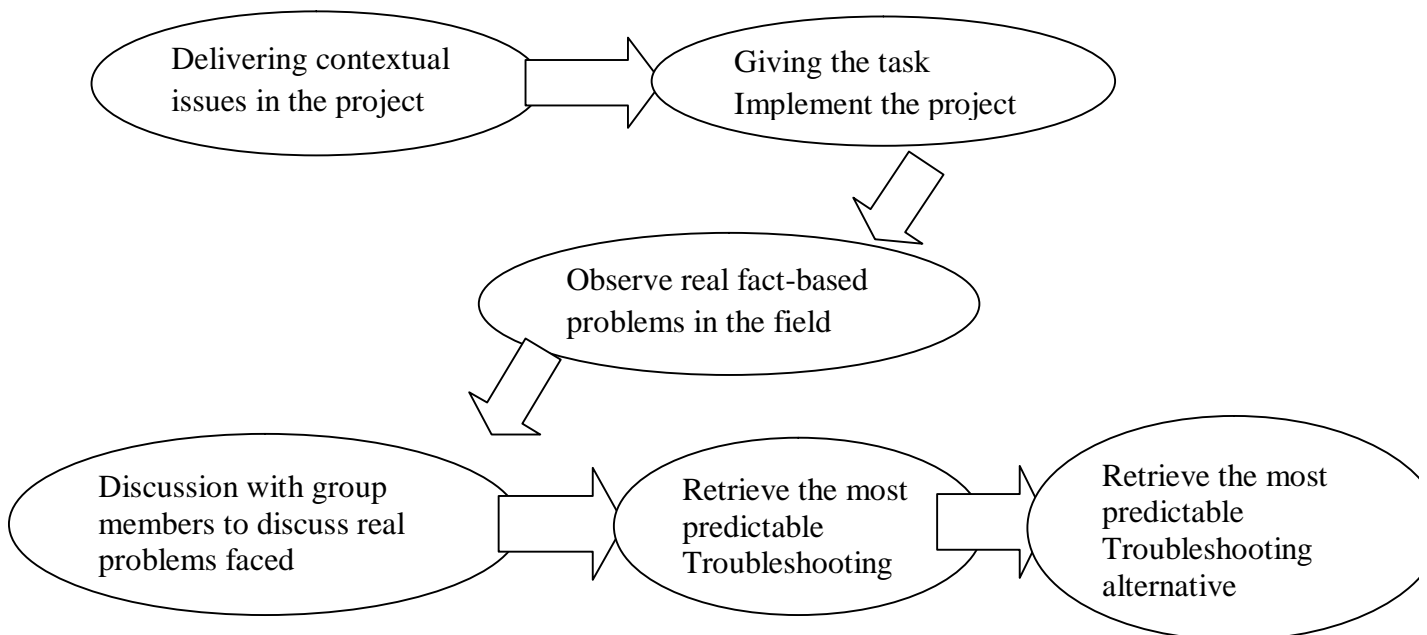 Delivering contextual
issues in the project
Giving the task
Implement the project
Observe real fact-based
problems in the field
Discussion with group
members to discuss real
problems faced
Retrieve the most
predictable
Troubleshooting
Retrieve the most
predictable
Troubleshooting
alternative